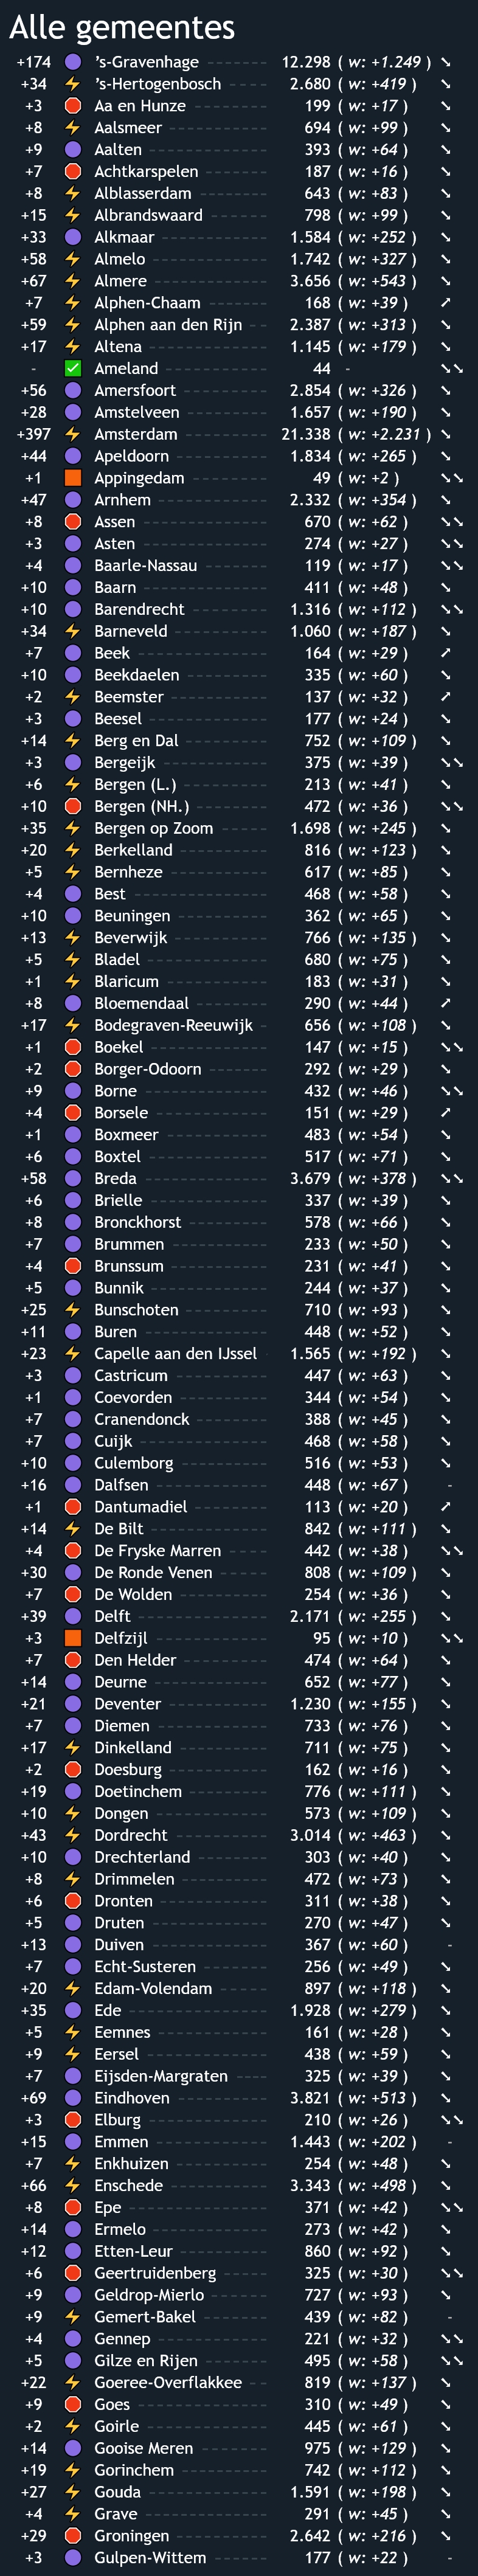 Alle gemeentes
+174 's-Gravenhage 12.298 ( w: +1.249 )
+34 's-Hertogenbosch 2.680 ( w: +419 )
+3 Aa en Hunze 199 ( w: +17 )
+8 Aalsmeer 694 ( w: +99 )
+9 Aalten 393 ( w: +64 )
+7 Achtkarspelen 187 ( w: +16 )
+8 Alblasserdam 643 ( w: +83 )
+15 Albrandswaard 798 ( w: +99 )
+33 Alkmaar 1.584 ( w: +252 )
+58 Almelo 1.742 ( w: +327 )
+67 Almere 3.656 ( w: +543 )
+7 Alphen-Chaam 168 ( w: +39 )
+59 Alphen aan den Rijn 2.387 ( w: +313 )
+17 Altena 1.145 ( w: +179 )
- Ameland 44 -
+56 Amersfoort 2.854 ( w: +326 )
+28 Amstelveen 1.657 ( w: +190 )
+397 Amsterdam 21.338 ( w: +2.231 )
+44 Apeldoorn 1.834 ( w: +265 )
+1 Appingedam 49 ( w: +2 )
+47 Arnhem 2.332 ( w: +354 )
+8 Assen 670 ( w: +62 )
+3 Asten 274 ( w: +27 )
+4 Baarle-Nassau 119 ( w: +17 )
+10 Baarn 411 ( w: +48 )
+10 Barendrecht 1.316 ( w: +112 )
+34 Barneveld 1.060 ( w: +187 )
+7 Beek 164 ( w: +29 )
+10 Beekdaelen 335 ( w: +60 )
+2 Beemster 137 ( w: +32 )
+3 Beesel 177 ( w: +24 )
+14 Berg en Dal 752 ( w: +109 )
+3 Bergeijk 375 ( w: +39 )
+6 Bergen (L.) 213 ( w: +41 )
+10 Bergen (NH.) 472 ( w: +36 )
+35 Bergen op Zoom 1.698 ( w: +245 )
+20 Berkelland 816 ( w: +123 )
+5 Bernheze 617 ( w: +85 )
+4 Best 468 ( w: +58 )
+10 Beuningen 362 ( w: +65 )
+13 Beverwijk 766 ( w: +135 )
+5 Bladel 680 ( w: +75 )
+1 Blaricum 183 ( w: +31 )
+8 Bloemendaal 290 ( w: +44 )
+17 Bodegraven-Reeuwijk 656 ( w: +108 )
+1 Boekel 147 ( w: +15 )
+2 Borger-Odoorn 292 ( w: +29 )
+9 Borne 432 ( w: +46 )
+4 Borsele 151 ( w: +29 )
+1 Boxmeer 483 ( w: +54 )
+6 Boxtel 517 ( w: +71 )
+58 Breda 3.679 ( w: +378 )
+6 Brielle 337 ( w: +39 )
+8 Bronckhorst 578 ( w: +66 )
+7 Brummen 233 ( w: +50 )
+4 Brunssum 231 ( w: +41 )
+5 Bunnik 244 ( w: +37 )
+25 Bunschoten 710 ( w: +93 )
+11 Buren 448 ( w: +52 )
+23 Capelle aan den IJssel 1.565 ( w: +192 )
+3 Castricum 447 ( w: +63 )
+1 Coevorden 344 ( w: +54 )
+7 Cranendonck 388 ( w: +45 )
+7 Cuijk 468 ( w: +58 )
+10 Culemborg 516 ( w: +53 )
+16 Dalfsen 448 ( w: +67 ) -
+1 Dantumadiel 113 ( w: +20 )
+14 De Bilt 842 ( w: +111 )
+4 De Fryske Marren 442 ( w: +38 )
+30 De Ronde Venen 808 ( w: +109 )
+7 De Wolden 254 ( w: +36 )
+39 Delft 2.171 ( w: +255 )
+3 Delfzijl 95 ( w: +10 )
+7 Den Helder 474 ( w: +64 )
+14 Deurne 652 ( w: +77 )
+21 Deventer 1.230 ( w: +155 )
+7 Diemen 733 ( w: +76 )
+17 Dinkelland 711 ( w: +75 )
+2 Doesburg 162 ( w: +16 )
+19 Doetinchem 776 ( w: +111 )
+10 Dongen 573 ( w: +109 )
+43 Dordrecht 3.014 ( w: +463 )
+10 Drechterland 303 ( w: +40 )
+8 Drimmelen 472 ( w: +73 )
+6 Dronten 311 ( w: +38 )
+5 Druten 270 ( w: +47 )
+13 Duiven 367 ( w: +60 ) -
+7 Echt-Susteren 256 ( w: +49 )
+20 Edam-Volendam 897 ( w: +118 )
+35 Ede 1.928 ( w: +279 )
+5 Eemnes 161 ( w: +28 )
+9 Eersel 438 ( w: +59 )
+7 Eijsden-Margraten 325 ( w: +39 )
+69 Eindhoven 3.821 ( w: +513 )
+3 Elburg 210 ( w: +26 )
+15 Emmen 1.443 ( w: +202 ) -
+7 Enkhuizen 254 ( w: +48 )
+66 Enschede 3.343 ( w: +498 )
+8 Epe 371 ( w: +42 )
+14 Ermelo 273 ( w: +42 )
+12 Etten-Leur 860 ( w: +92 )
+6 Geertruidenberg 325 ( w: +30 )
+9 Geldrop-Mierlo 727 ( w: +93 )
+9 Gemert-Bakel 439 ( w: +82 ) -
+4 Gennep 221 ( w: +32 )
+5 Gilze en Rijen 495 ( w: +58 )
+22 Goeree-Overflakkee 819 ( w: +137 )
+9 Goes 310 ( w: +49 )
+2 Goirle 445 ( w: +61 )
+14 Gooise Meren 975 ( w: +129 )
+19 Gorinchem 742 ( w: +112 )
+27 Gouda 1.591 ( w: +198 )
+4 Grave 291 ( w: +45 )
+29 Groningen 2.642 ( w: +216 )
+3 Gulpen-Wittem 177 ( w: +22 ) -